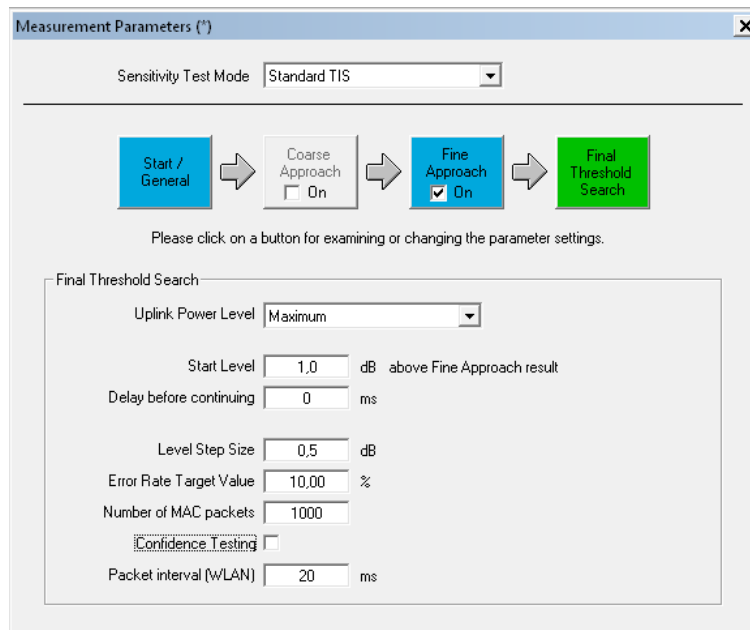 Measurement Parameters (*)
Sensitivity Test Mode Standard TIS
Start / General
Coarse Approach On
Fine Approach On
Final Threshold Search
Please click on a button for examining or changing the parameter settings.
Final Threshold Search
Uplink Power Level Maximum
Start Level 1,0 dB above Fine Approach result
Delay before continuing 0 ms
Level Step Size 0,5 dB
Error Rate Target Value 10,00 %
Number of MAC packets 1000
Confidence Testing
Packet interval (WLAN) 20 ms